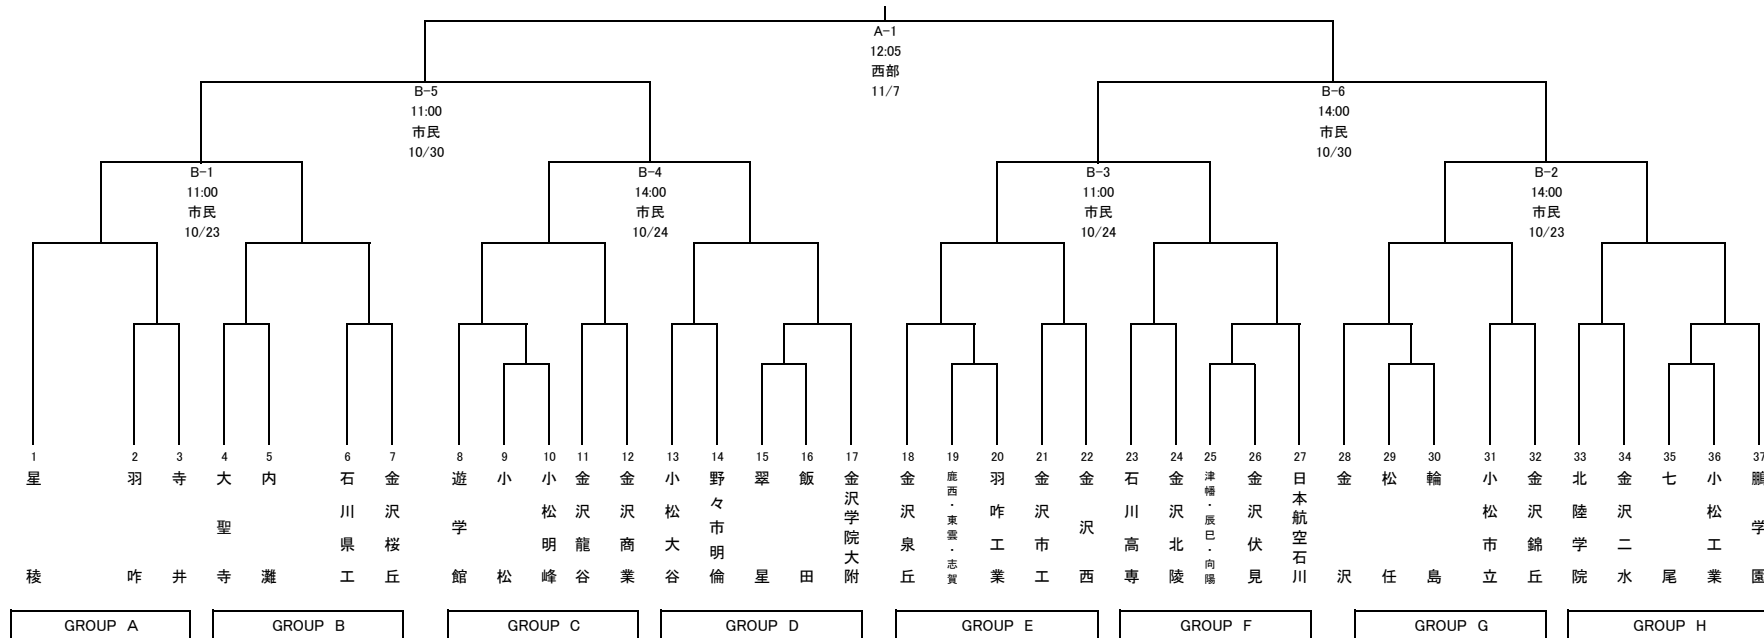 A-1
12:05
西部
11/7
B-5
11:00
市民
10/30
B-6
14:00
市民
10/30
B-1
11:00
市民
10/23
B-4
14:00
市民
10/24
B-3
11:00
市民
10/24
B-2
14:00
市民
10/23
1 星稜
2 羽咋
3 寺井
4 大聖寺
5 内灘
6 石川県工
7 金沢桜丘
8 遊学館
9 小松
10 小松明峰
11 金沢龍谷
12 金沢商業
13 小松大谷
14 野々市明倫
15 翠星
16 飯田
17 金沢学院大附
18 金沢泉丘
19 鹿西・東雲・志賀
20 羽咋工業
21 金沢市工
22 金沢西
23 石川高専
24 金沢北陵
25 津幡・辰巳・向陽
26 金沢伏見
27 日本航空石川
28 金沢
29 松任
30 輪島
31 小松市立
32 金沢錦丘
33 北陸学院
34 金沢二水
35 七尾
36 小松工業
37 鵬学園
GROUP A
GROUP B
GROUP C
GROUP D
GROUP E
GROUP F
GROUP G
GROUP H